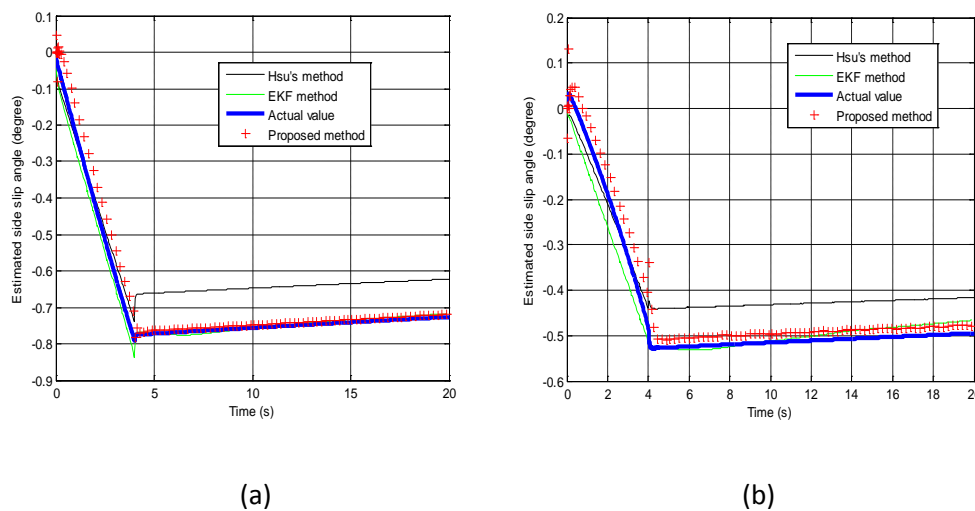 0.1
0
-0.1
-0.2
-0.3
-0.4
-0.5
-0.6
-0.7
-0.8
-0.9
Estimated side slip angle (degree)
Hsu's method
EKF method
Actual value
Proposed method
0 5 10 15 20
Time (s)
(a)
0.2
0.1
0
-0.1
-0.2
-0.3
-0.4
-0.5
-0.6
Estimated side slip angle (degree)
Hsu's method
EKF method
Actual value
Proposed method
0 2 4 6 8 10 12 14 16 18 20
Time (s)
(b)